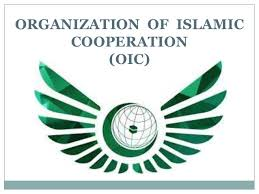 ORGANIZATION OF ISLAMIC
COOPERATION
(OIC)